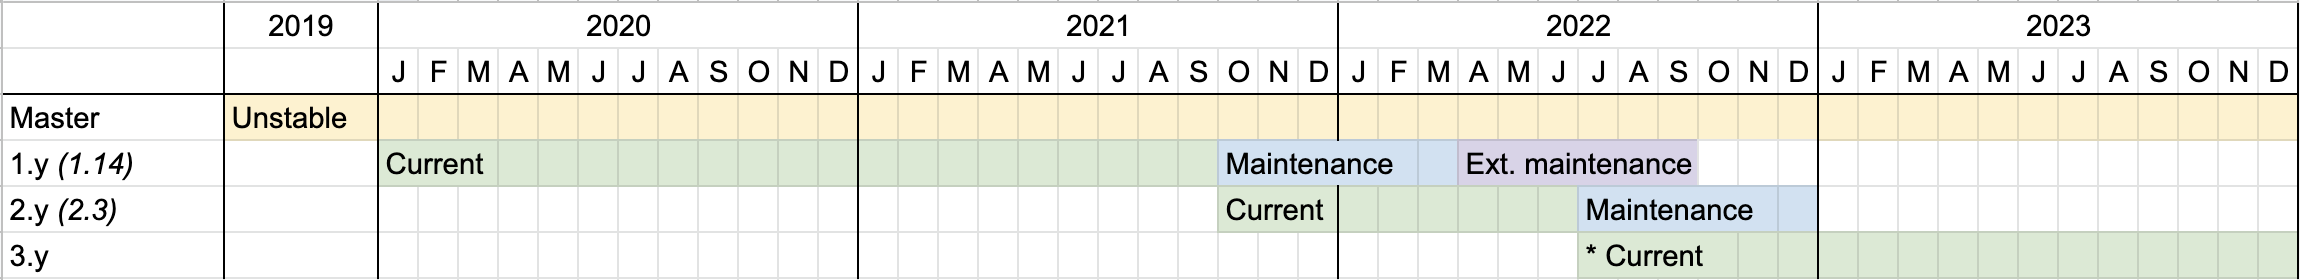 2019 2020 2021 2022 2023
J F M A M J J A S O N D J F M A M J J A S O N D J F M A M J J A S O N D J F M A M J J A S O N D
Master Unstable
1.y (1.14) Current Maintenance Ext. maintenance
2.y (2.3) Current Maintenance
3.y * Current